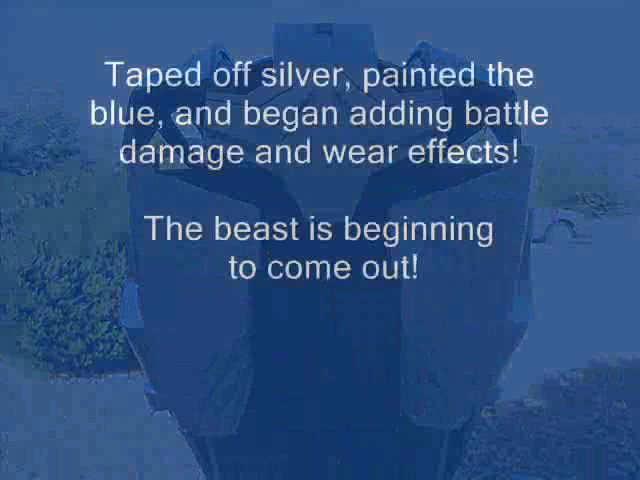 Taped off silver, painted the
blue, and began adding battle
damage and wear effects!
The beast is beginning
to come out!